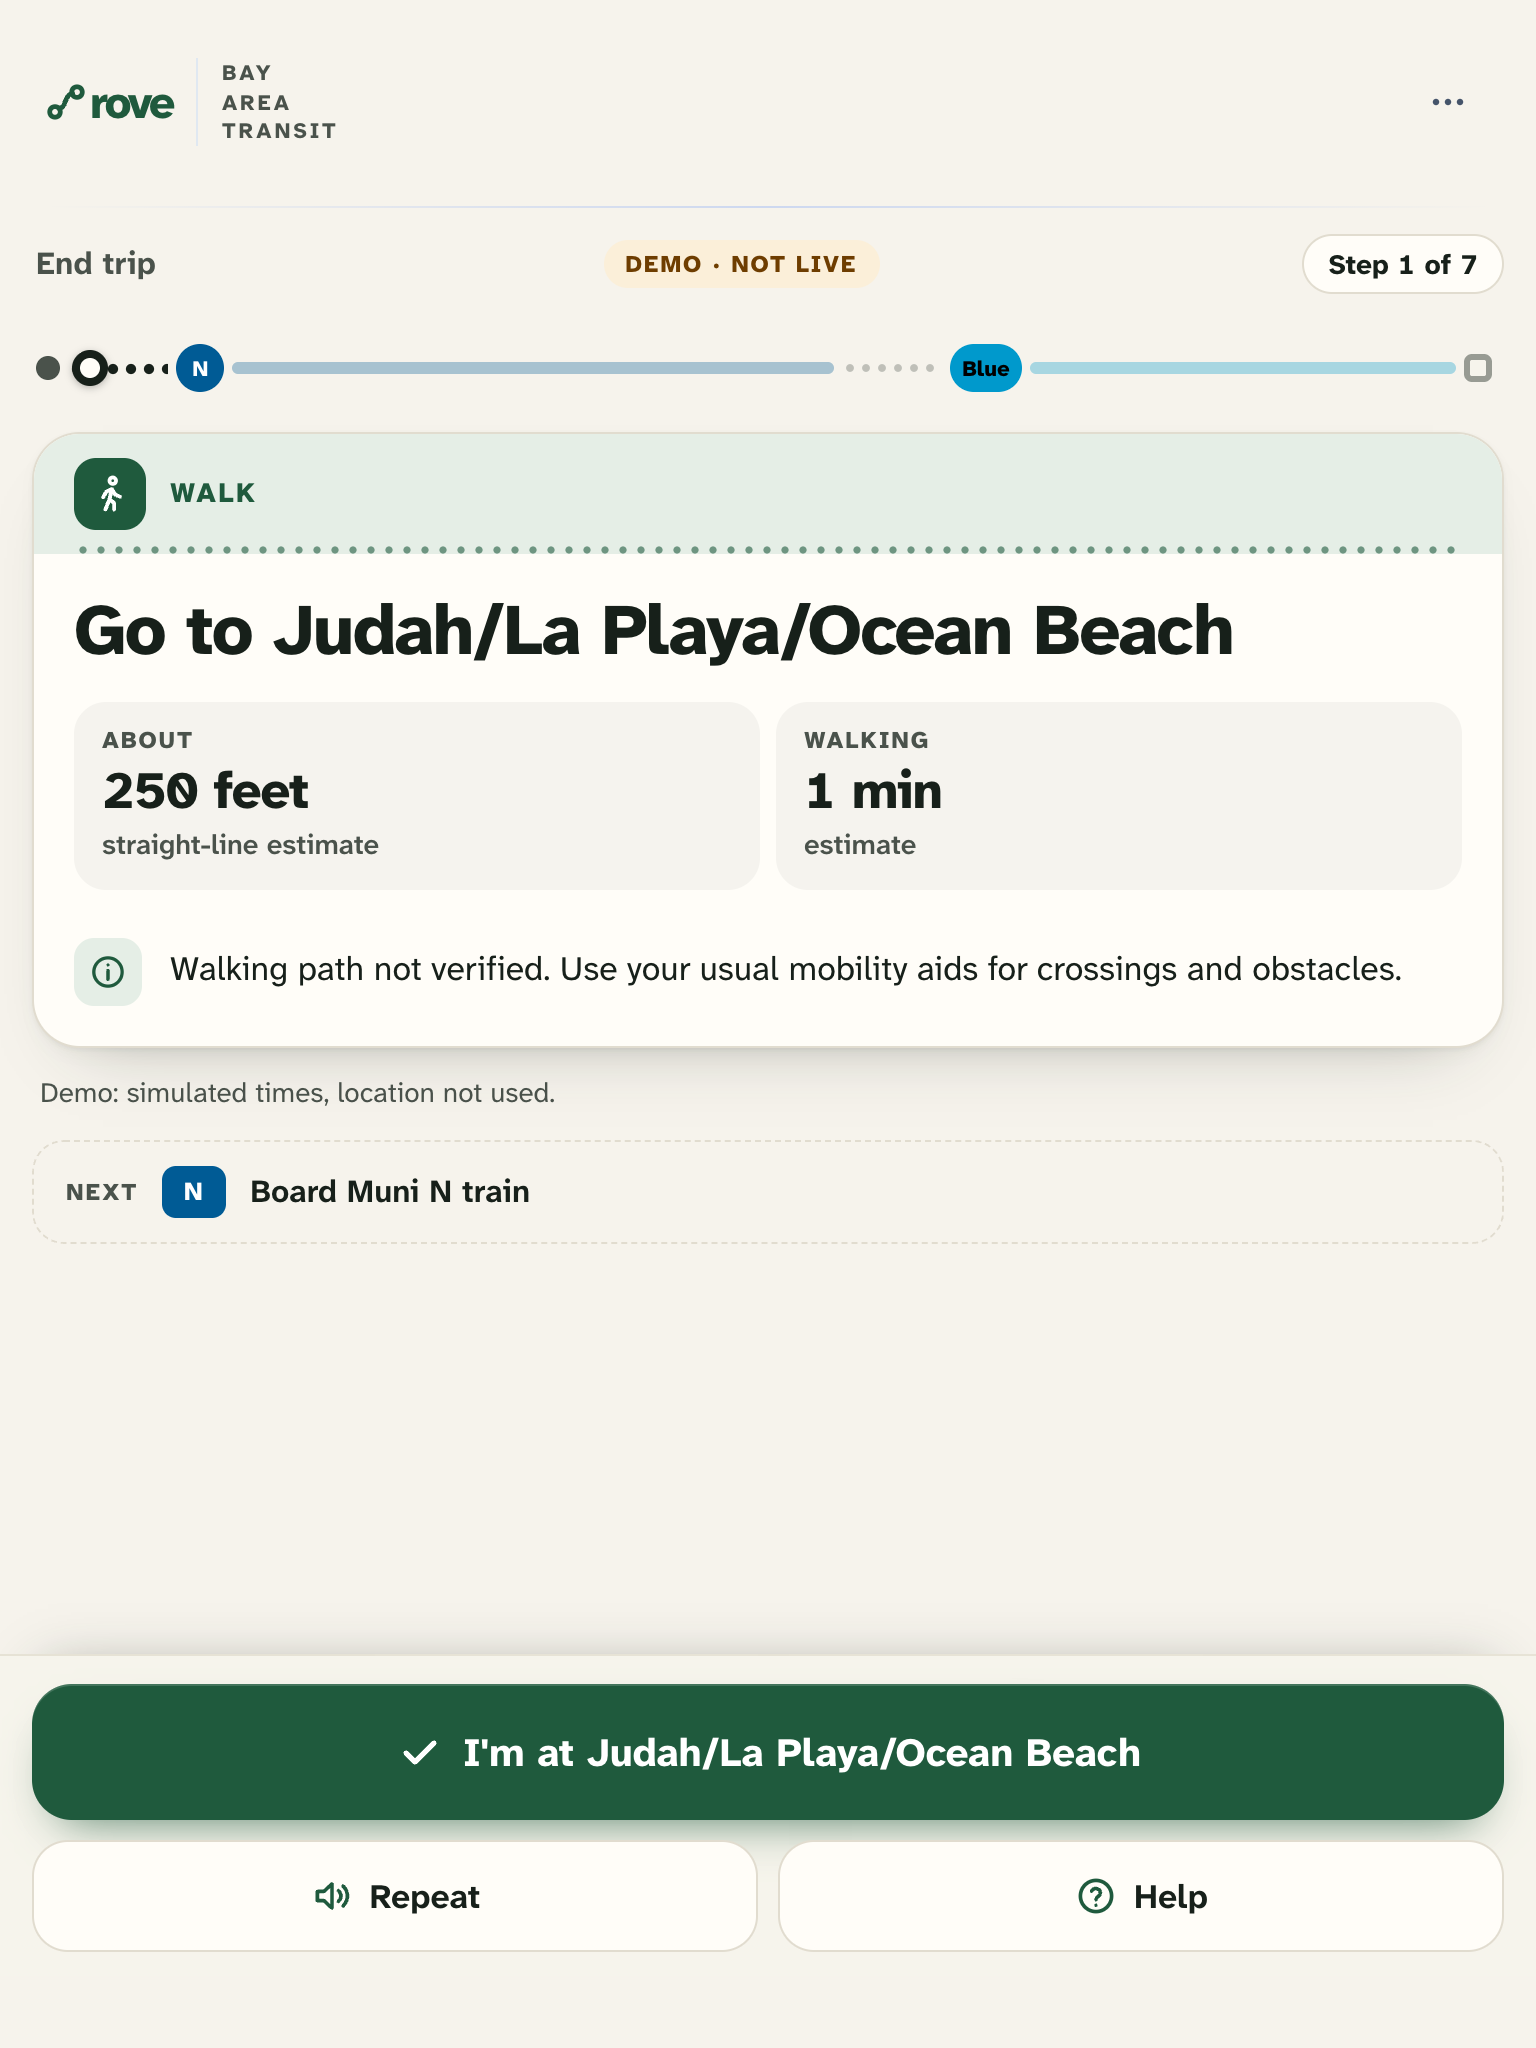 rove
BAY
AREA
TRANSIT
End trip
DEMO · NOT LIVE
Step 1 of 7
N
Blue
WALK
Go to Judah/La Playa/Ocean Beach
ABOUT
250 feet
straight-line estimate
WALKING
1 min
estimate
Walking path not verified. Use your usual mobility aids for crossings and obstacles.
Demo: simulated times, location not used.
NEXT N Board Muni N train
I'm at Judah/La Playa/Ocean Beach
Repeat
Help